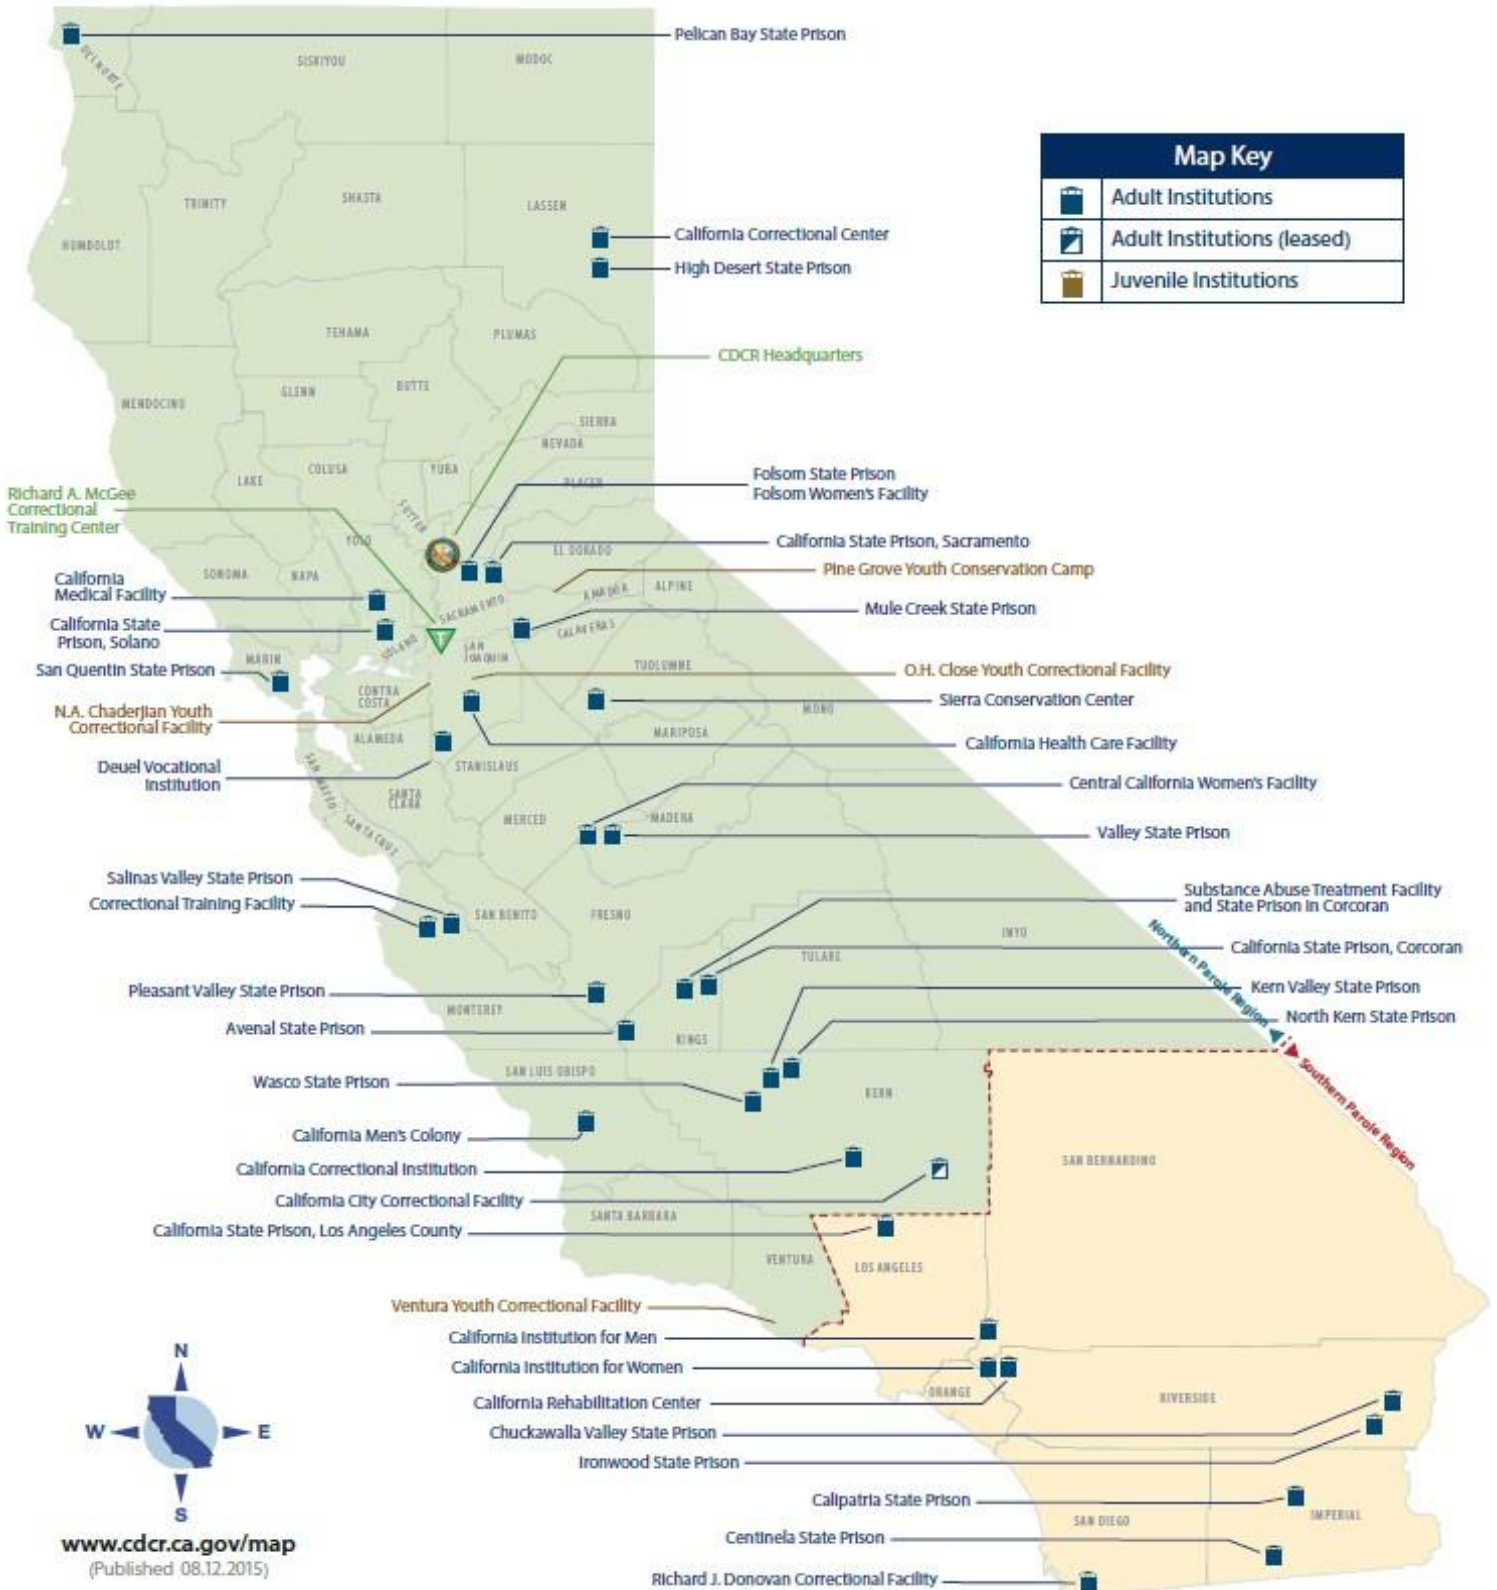 Pelican Bay State Prison
DEL NORTE
SISKIYOU
MODOC
Map Key
Adult Institutions
Adult Institutions (leased)
Juvenile Institutions
HUMBOLDT
TRINITY
SHASTA
LASSEN
California Correctional Center
High Desert State Prison
TEHAMA
PLUMAS
CDCR Headquarters
MENDOCINO
GLENN
BUTTE
SIERRA
NEVADA
LAKE
COLUSA
YUBA
PLACER
Folsom State Prison
Folsom Women's Facility
Richard A. McGee
Correctional
Training Center
SUTTER
YOLO
EL DORADO
California State Prison, Sacramento
Pine Grove Youth Conservation Camp
SONOMA
NAPA
SACRAMENTO
AMADOR
ALPINE
California
Medical Facility
Mule Creek State Prison
California State
Prison, Solano
SOLANO
T
CALAVERAS
SAN
JOAQUIN
MARIN
San Quentin State Prison
TUOLUMNE
O.H. Close Youth Correctional Facility
CONTRA
COSTA
Sierra Conservation Center
MONO
N.A. Chaderjian Youth
Correctional Facility
ALAMEDA
MARIPOSA
California Health Care Facility
Deuel Vocational
Institution
STANISLAUS
SAN MATEO
SANTA
CLARA
Central California Women's Facility
SANTA CRUZ
MERCED
MADERA
Valley State Prison
Salinas Valley State Prison
Correctional Training Facility
SAN BENITO
FRESNO
Substance Abuse Treatment Facility
and State Prison in Corcoran
INYO
Northern Parole Region
TULARE
California State Prison, Corcoran
Pleasant Valley State Prison
MONTEREY
Kern Valley State Prison
Avenal State Prison
KINGS
North Kern State Prison
Southern Parole Region
Wasco State Prison
SAN LUIS OBISPO
KERN
California Men's Colony
California Correctional Institution
SAN BERNARDINO
California City Correctional Facility
SANTA BARBARA
California State Prison, Los Angeles County
VENTURA
LOS ANGELES
Ventura Youth Correctional Facility
California Institution for Men
California Institution for Women
ORANGE
RIVERSIDE
California Rehabilitation Center
Chuckawalla Valley State Prison
Ironwood State Prison
Calipatria State Prison
SAN DIEGO
IMPERIAL
Centinela State Prison
Richard J. Donovan Correctional Facility
N
W
E
S
www.cdcr.ca.gov/map
(Published 08.12.2015)